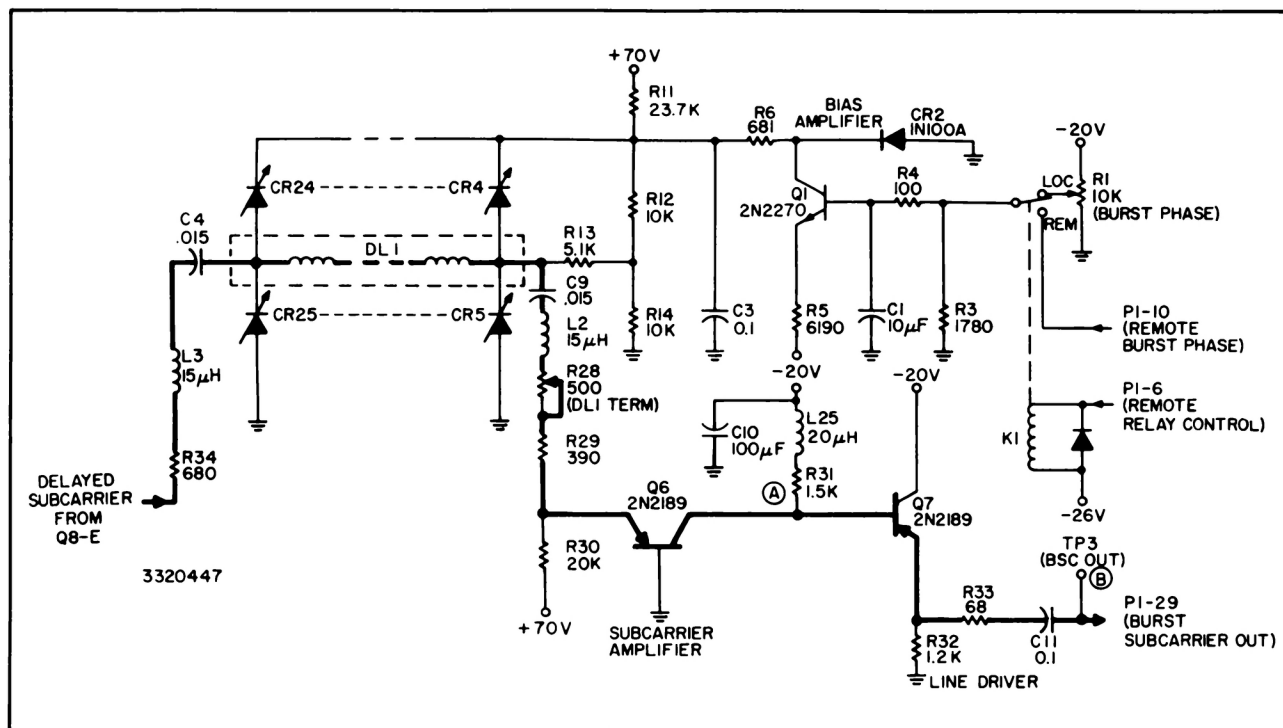 +70V
R11
23.7K
R6
681
BIAS
AMPLIFIER
CR2
1N100A
-20V
CR24
CR4
R12
10K
Q1
2N2270
R4
100
LOC
REM
R1
10K
(BURST PHASE)
C4
.015
DL1
R13
5.1K
C9
.015
R14
10K
C3
0.1
R5
6190
C1
10µF
R3
1780
P1-10
(REMOTE
BURST PHASE)
CR25
CR5
L2
15µH
-20V
-20V
L3
15µH
R28
500
(DL1 TERM)
C10
100µF
L25
20µH
K1
P1-6
(REMOTE
RELAY CONTROL)
R34
680
R29
390
R31
1.5K
A
Q6
2N2189
Q7
2N2189
-26V
DELAYED
SUBCARRIER
FROM
Q8-E
3320447
R30
20K
+70V
SUBCARRIER
AMPLIFIER
TP3
(BSC OUT)
B
R33
68
C11
0.1
P1-29
(BURST
SUBCARRIER OUT)
R32
1.2K
LINE DRIVER